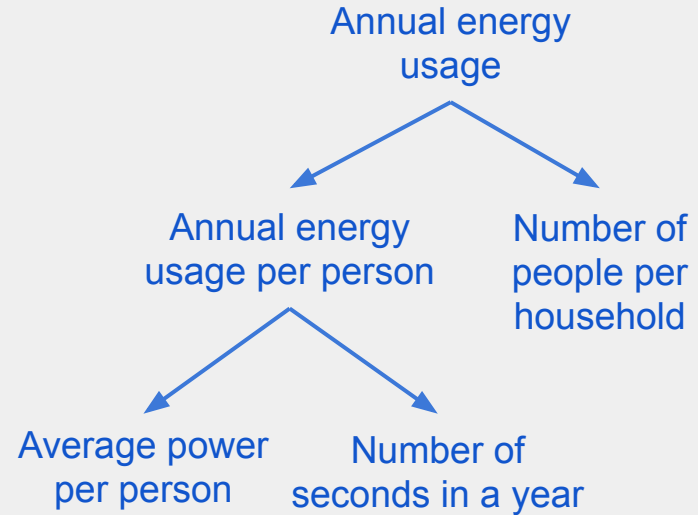 Annual energy
usage
Annual energy
usage per person
Number of
people per
household
Average power
per person
Number of
seconds in a year